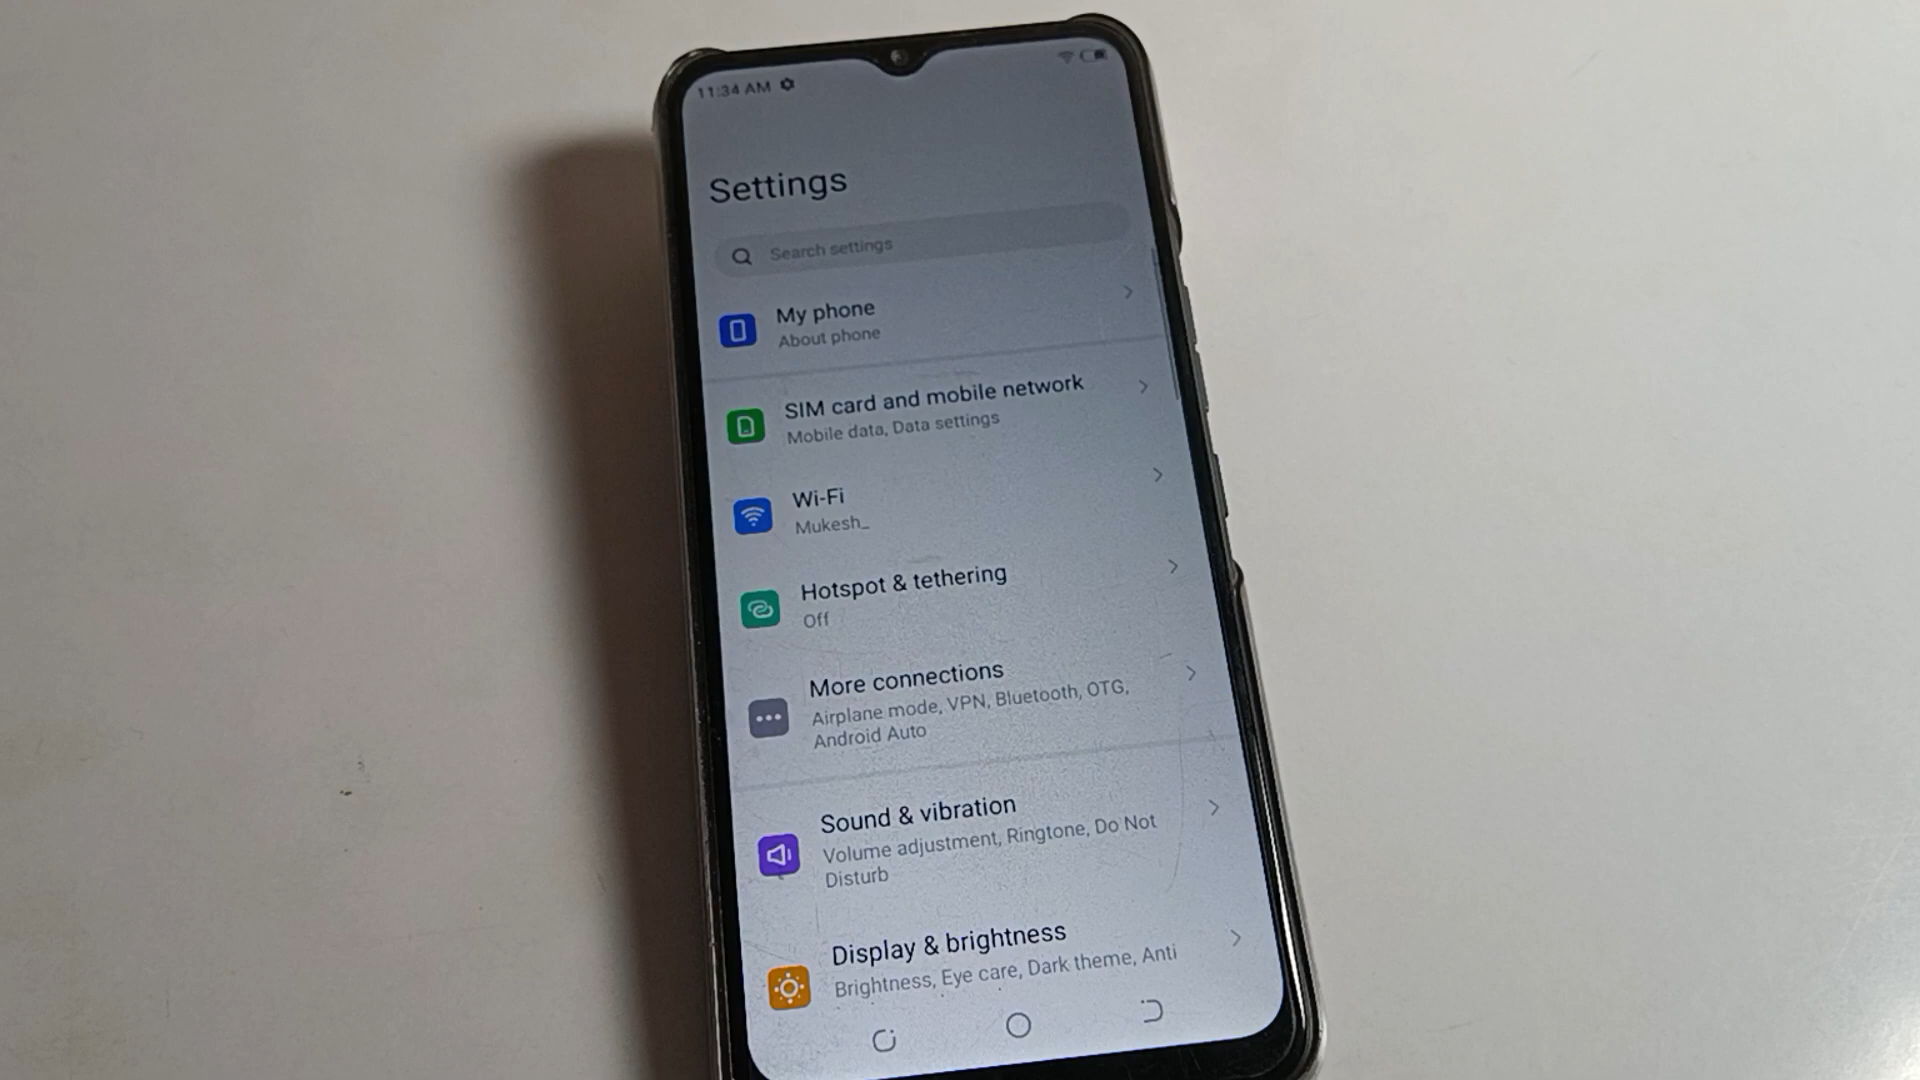 11:34 AM
Settings
Search settings
My phone
About phone
SIM card and mobile network
Mobile data, Data settings
Wi-Fi
Mukesh_
Hotspot & tethering
Off
More connections
Airplane mode, VPN, Bluetooth, OTG,
Android Auto
Sound & vibration
Volume adjustment, Ringtone, Do Not
Disturb
Display & brightness
Brightness, Eye care, Dark theme, Anti